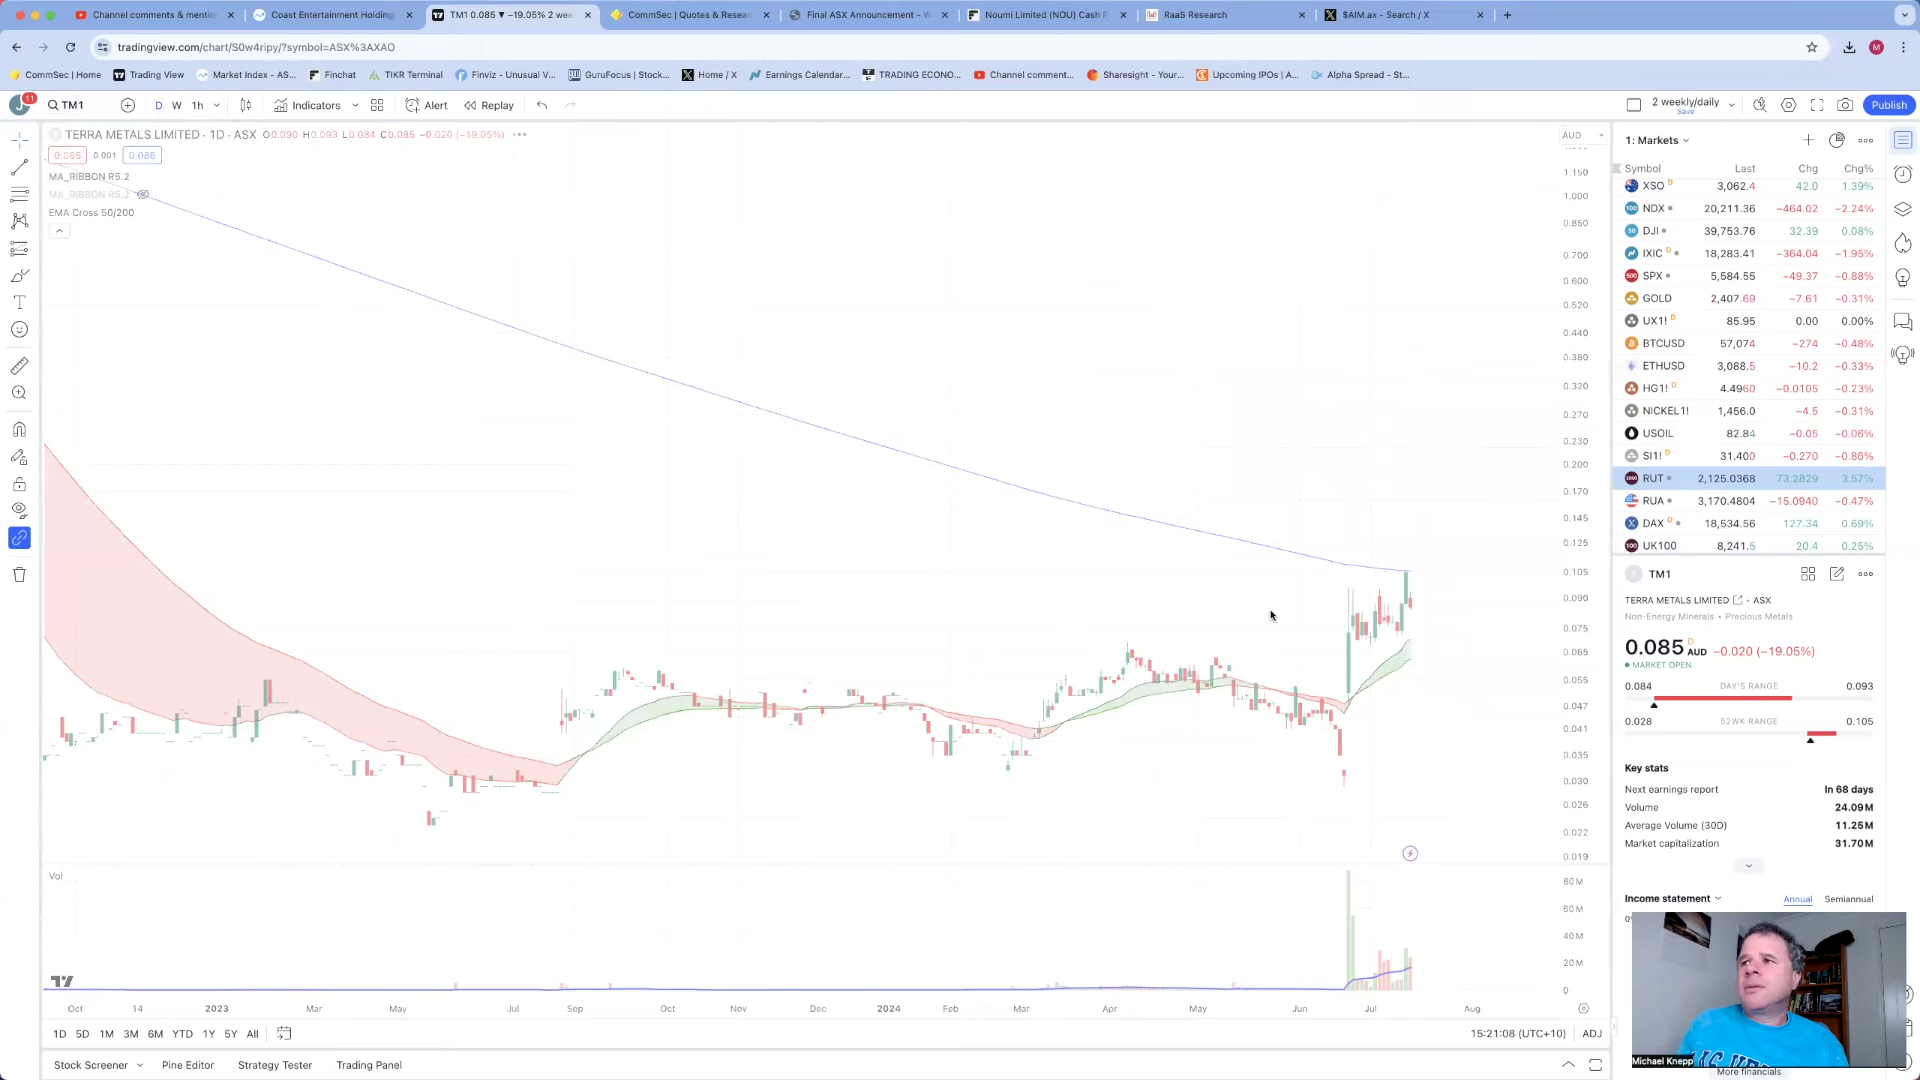 Channel comments & mentio
Coast Entertainment Holding
TM1 0.085 ▼ −19.05% 2 wee
CommSec | Quotes & Resear
Final ASX Announcement - W
Noumi Limited (NOU) Cash F
RaaS Research
$AIM.ax - Search / X
tradingview.com/chart/S0w4ripy/?symbol=ASX%3AXAO
CommSec | Home
Trading View
Market Index - AS...
Finchat
TIKR Terminal
Finviz - Unusual V...
GuruFocus | Stock...
Home / X
Earnings Calendar...
TRADING ECONO...
Channel comment...
Sharesight - Your...
Upcoming IPOs | A...
Alpha Spread - St...
11
TM1
D W 1h
Indicators
Alert
Replay
2 weekly/daily
Save
Publish
TERRA METALS LIMITED · 1D · ASX O0.090 H0.093 L0.084 C0.085 −0.020 (−19.05%)
0.085 0.001 0.086
MA_RIBBON R5.2
MA_RIBBON R5.2
EMA Cross 50/200
AUD
1.150
1.000
0.850
0.700
0.600
0.520
0.440
0.380
0.320
0.270
0.230
0.200
0.170
0.145
0.125
0.105
0.090
0.075
0.065
0.055
0.047
0.041
0.035
0.030
0.026
0.022
0.019
Vol
80 M
60 M
40 M
20 M
0
Oct 14 2023 Mar May Jul Sep Oct Nov Dec 2024 Feb Mar Apr May Jun Jul Aug
1D 5D 1M 3M 6M YTD 1Y 5Y All
15:21:08 (UTC+10) ADJ
Stock Screener
Pine Editor
Strategy Tester
Trading Panel
1: Markets
Symbol Last Chg Chg%
XSO D 3,062.4 42.0 1.39%
NDX 20,211.36 −464.02 −2.24%
DJI 39,753.76 32.39 0.08%
IXIC D 18,283.41 −364.04 −1.95%
SPX 5,584.55 −49.37 −0.88%
GOLD 2,407.69 −7.61 −0.31%
UX1! D 85.95 0.00 0.00%
BTCUSD 57,074 −274 −0.48%
ETHUSD 3,088.5 −10.2 −0.33%
HG1! D 4.4960 −0.0105 −0.23%
NICKEL1! 1,456.0 −4.5 −0.31%
USOIL 82.84 −0.05 −0.06%
SI1! D 31.400 −0.270 −0.86%
RUT 2,125.0368 73.2829 3.57%
RUA 3,170.4804 −15.0940 −0.47%
DAX D 18,534.56 127.34 0.69%
UK100 8,241.5 20.4 0.25%
TM1
TERRA METALS LIMITED · ASX
Non-Energy Minerals • Precious Metals
0.085 D AUD −0.020 (−19.05%)
MARKET OPEN
0.084 DAY'S RANGE 0.093
0.028 52WK RANGE 0.105
Key stats
Next earnings report In 68 days
Volume 24.09M
Average Volume (30D) 11.25M
Market capitalization 31.70M
Income statement Annual Semiannual
Michael Knepp
More financials